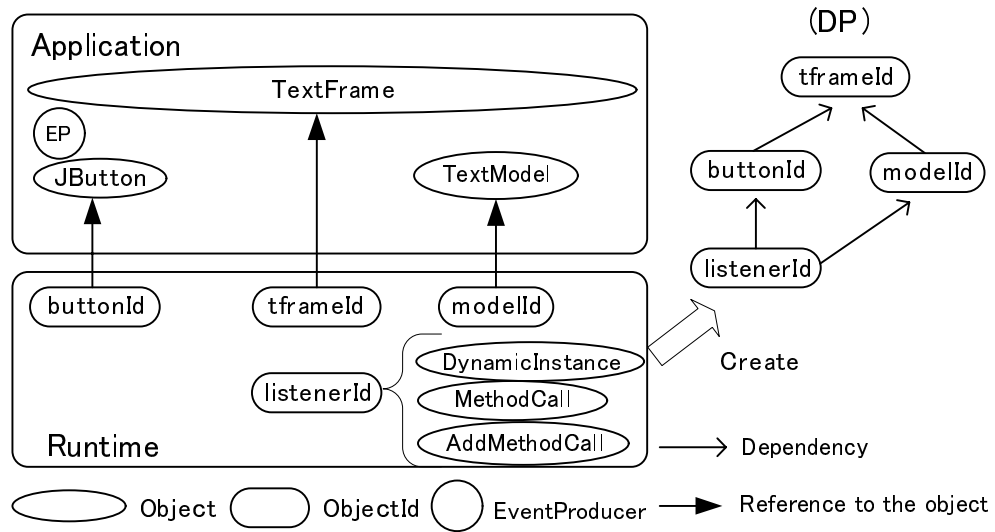 Application
TextFrame
EP
JButton
TextModel
buttonId
tframeId
modelId
listenerId
DynamicInstance
MethodCall
AddMethodCall
Runtime
(DP)
tframeId
buttonId
modelId
listenerId
Create
Dependency
Object
ObjectId
EventProducer
Reference to the object